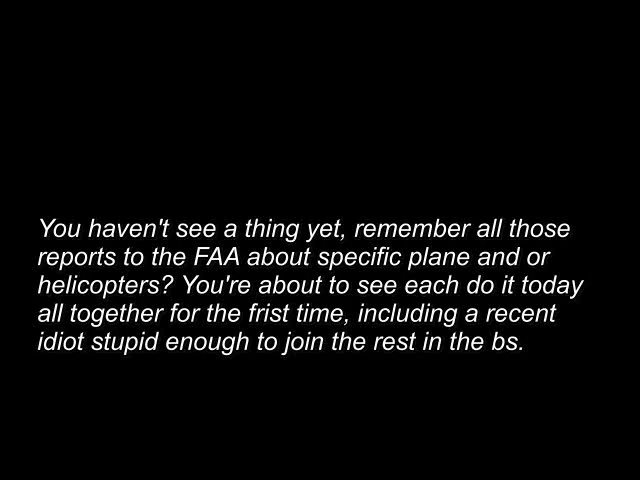 You haven't see a thing yet, remember all those
reports to the FAA about specific plane and or
helicopters? You're about to see each do it today
all together for the frist time, including a recent
idiot stupid enough to join the rest in the bs.